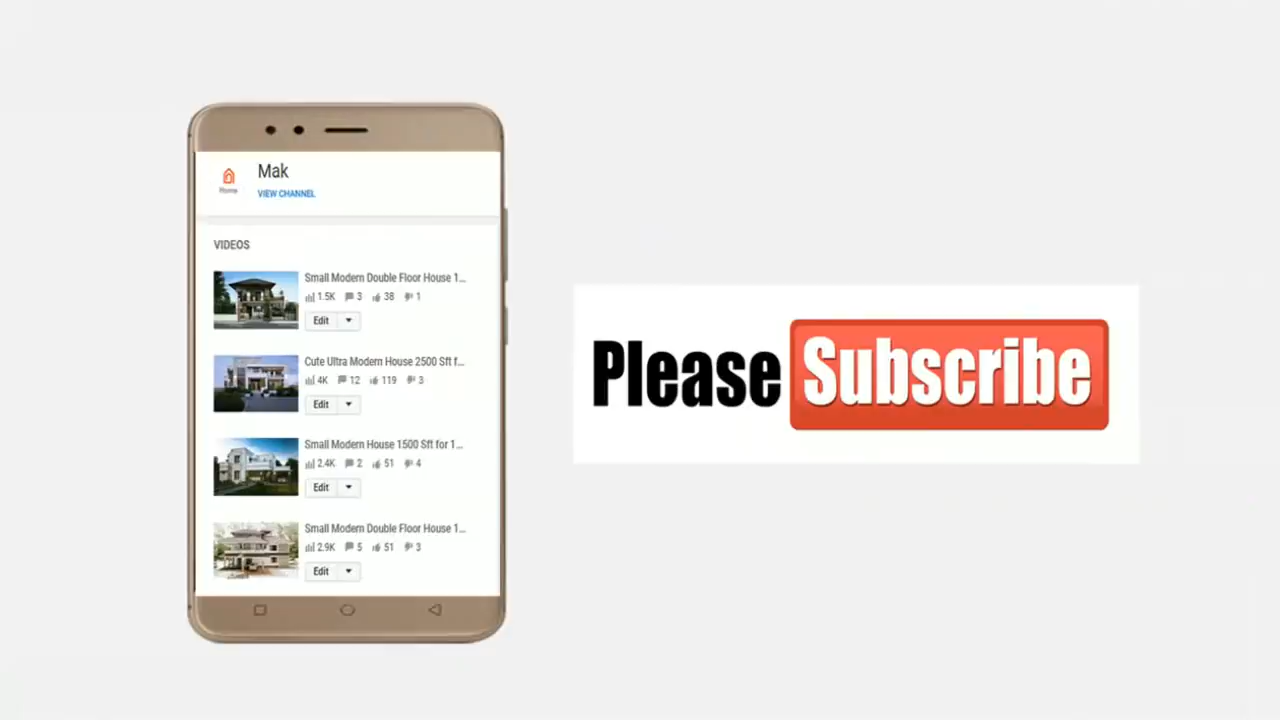 Mak
Home
VIEW CHANNEL
VIDEOS
Small Modern Double Floor House 1...
1.5K 3 38 1
Edit
Cute Ultra Modern House 2500 Sft f...
4K 12 119 3
Edit
Small Modern House 1500 Sft for 1...
2.4K 2 51 4
Edit
Small Modern Double Floor House 1...
2.9K 5 51 3
Edit
Please Subscribe